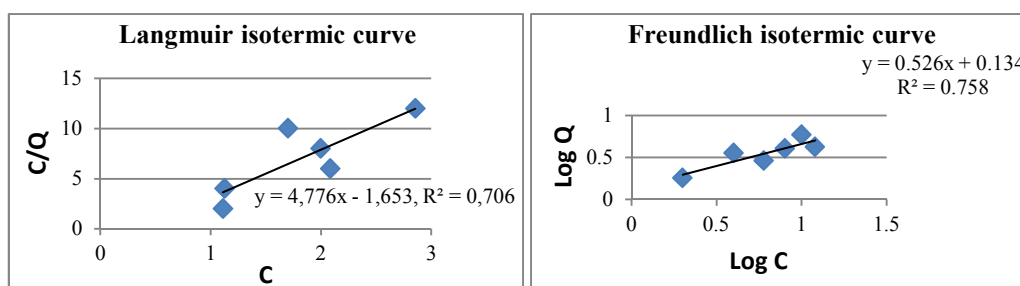 Langmuir isotermic curve
15
10
5
0
0 1 2 3
C/Q
C
y = 4,776x - 1,653, R² = 0,706
Freundlich isotermic curve
y = 0.526x + 0.134
R² = 0.758
1
0.5
0
0 0.5 1 1.5
Log Q
Log C